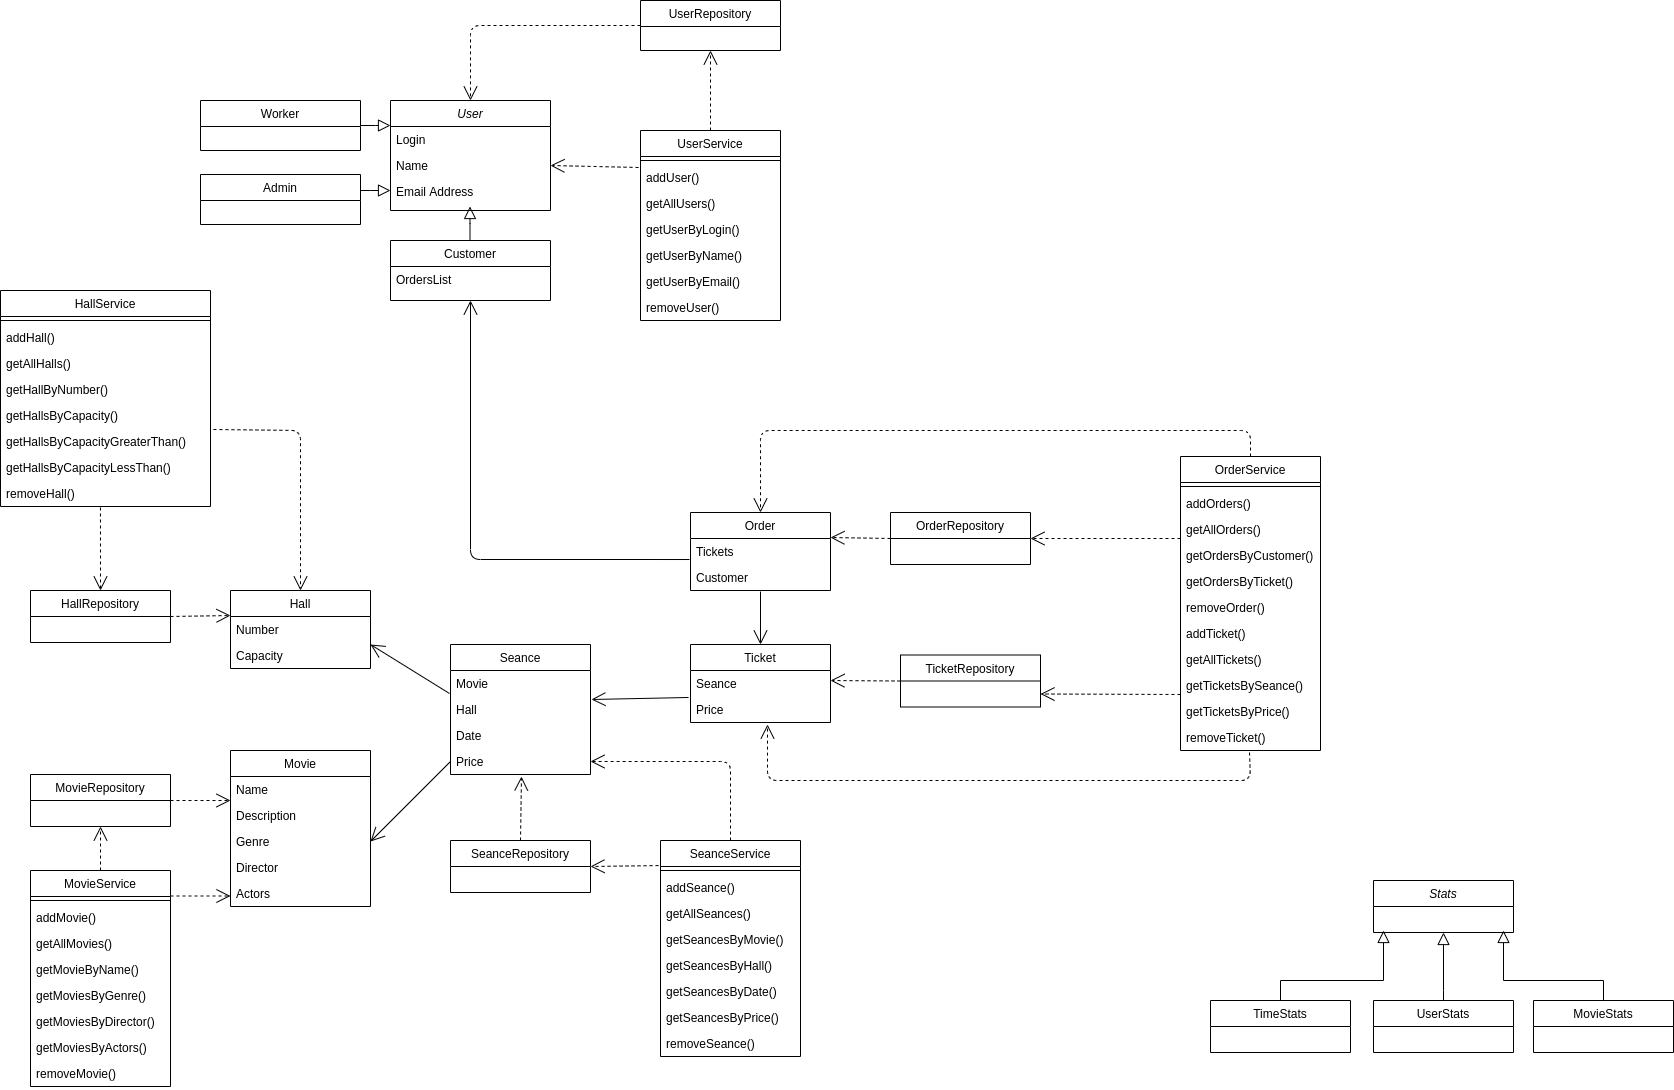 UserRepository
Worker
User
Login
Name
Email Address
UserService
addUser()
getAllUsers()
getUserByLogin()
getUserByName()
getUserByEmail()
removeUser()
Admin
Customer
OrdersList
HallService
addHall()
getAllHalls()
getHallByNumber()
getHallsByCapacity()
getHallsByCapacityGreaterThan()
getHallsByCapacityLessThan()
removeHall()
Order
Tickets
Customer
OrderRepository
OrderService
addOrders()
getAllOrders()
getOrdersByCustomer()
getOrdersByTicket()
removeOrder()
addTicket()
getAllTickets()
getTicketsBySeance()
getTicketsByPrice()
removeTicket()
HallRepository
Hall
Number
Capacity
Seance
Movie
Hall
Date
Price
Ticket
Seance
Price
TicketRepository
MovieRepository
Movie
Name
Description
Genre
Director
Actors
MovieService
addMovie()
getAllMovies()
getMovieByName()
getMoviesByGenre()
getMoviesByDirector()
getMoviesByActors()
removeMovie()
SeanceRepository
SeanceService
addSeance()
getAllSeances()
getSeancesByMovie()
getSeancesByHall()
getSeancesByDate()
getSeancesByPrice()
removeSeance()
Stats
TimeStats
UserStats
MovieStats